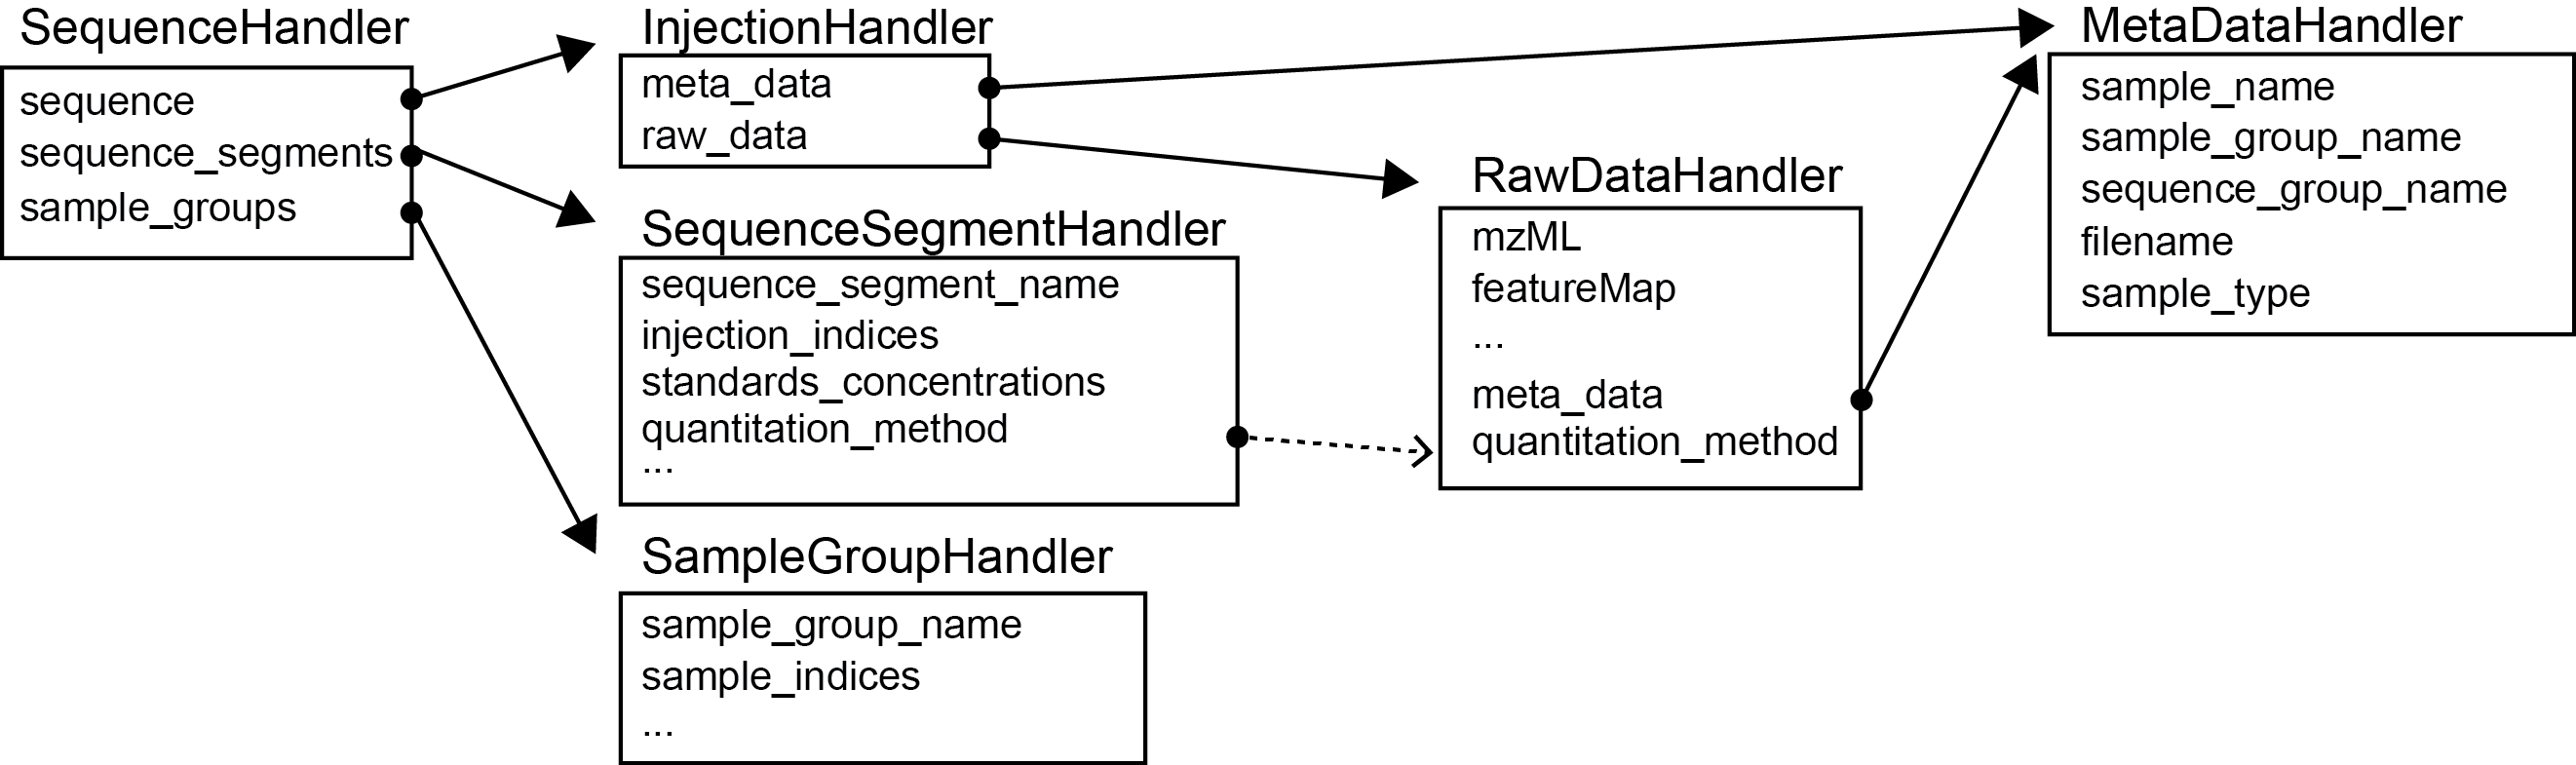 SequenceHandler
sequence
sequence_segments
sample_groups
InjectionHandler
meta_data
raw_data
SequenceSegmentHandler
sequence_segment_name
injection_indices
standards_concentrations
quantitation_method
...
SampleGroupHandler
sample_group_name
sample_indices
...
RawDataHandler
mzML
featureMap
...
meta_data
quantitation_method
MetaDataHandler
sample_name
sample_group_name
sequence_group_name
filename
sample_type